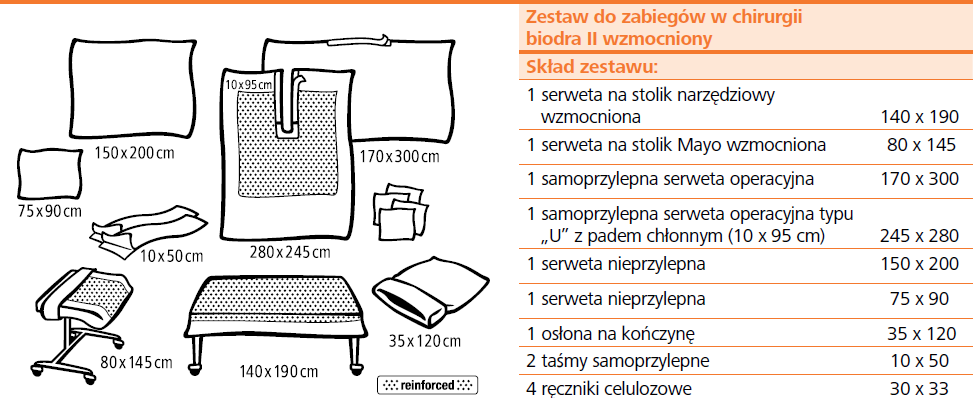 10 x 95 cm
150 x 200 cm
170 x 300 cm
75 x 90 cm
10 x 50 cm
280 x 245 cm
80 x 145 cm
140 x 190 cm
35 x 120 cm
reinforced
Zestaw do zabiegów w chirurgii
biodra II wzmocniony
Skład zestawu:
1 serweta na stolik narzędziowy
wzmocniona 140 x 190
1 serweta na stolik Mayo wzmocniona 80 x 145
1 samoprzylepna serweta operacyjna 170 x 300
1 samoprzylepna serweta operacyjna typu
„U” z padem chłonnym (10 x 95 cm) 245 x 280
1 serweta nieprzylepna 150 x 200
1 serweta nieprzylepna 75 x 90
1 osłona na kończynę 35 x 120
2 taśmy samoprzylepne 10 x 50
4 ręczniki celulozowe 30 x 33